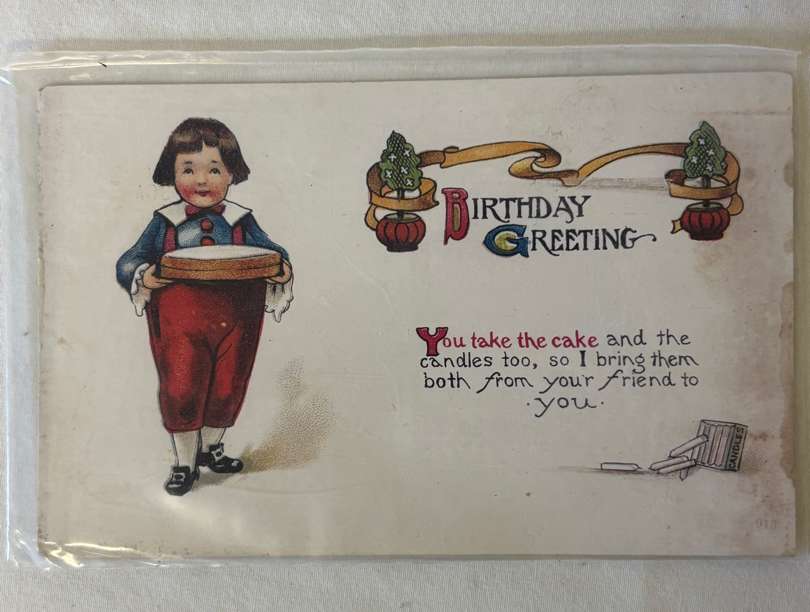 BIRTHDAY
GREETING
You take the cake and the
candles too, so I bring them
both from your friend to
·you·
CANDLES